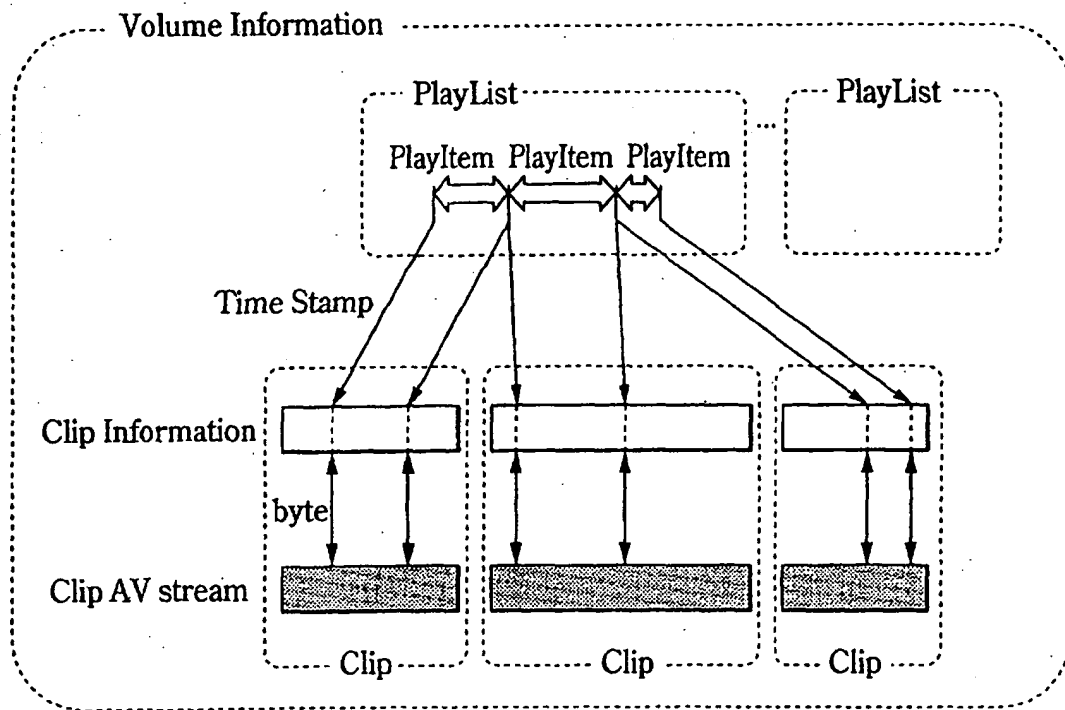 Volume Information
PlayList
PlayList
...
PlayItem PlayItem PlayItem
Time Stamp
Clip Information
byte
Clip AV stream
Clip
Clip
Clip